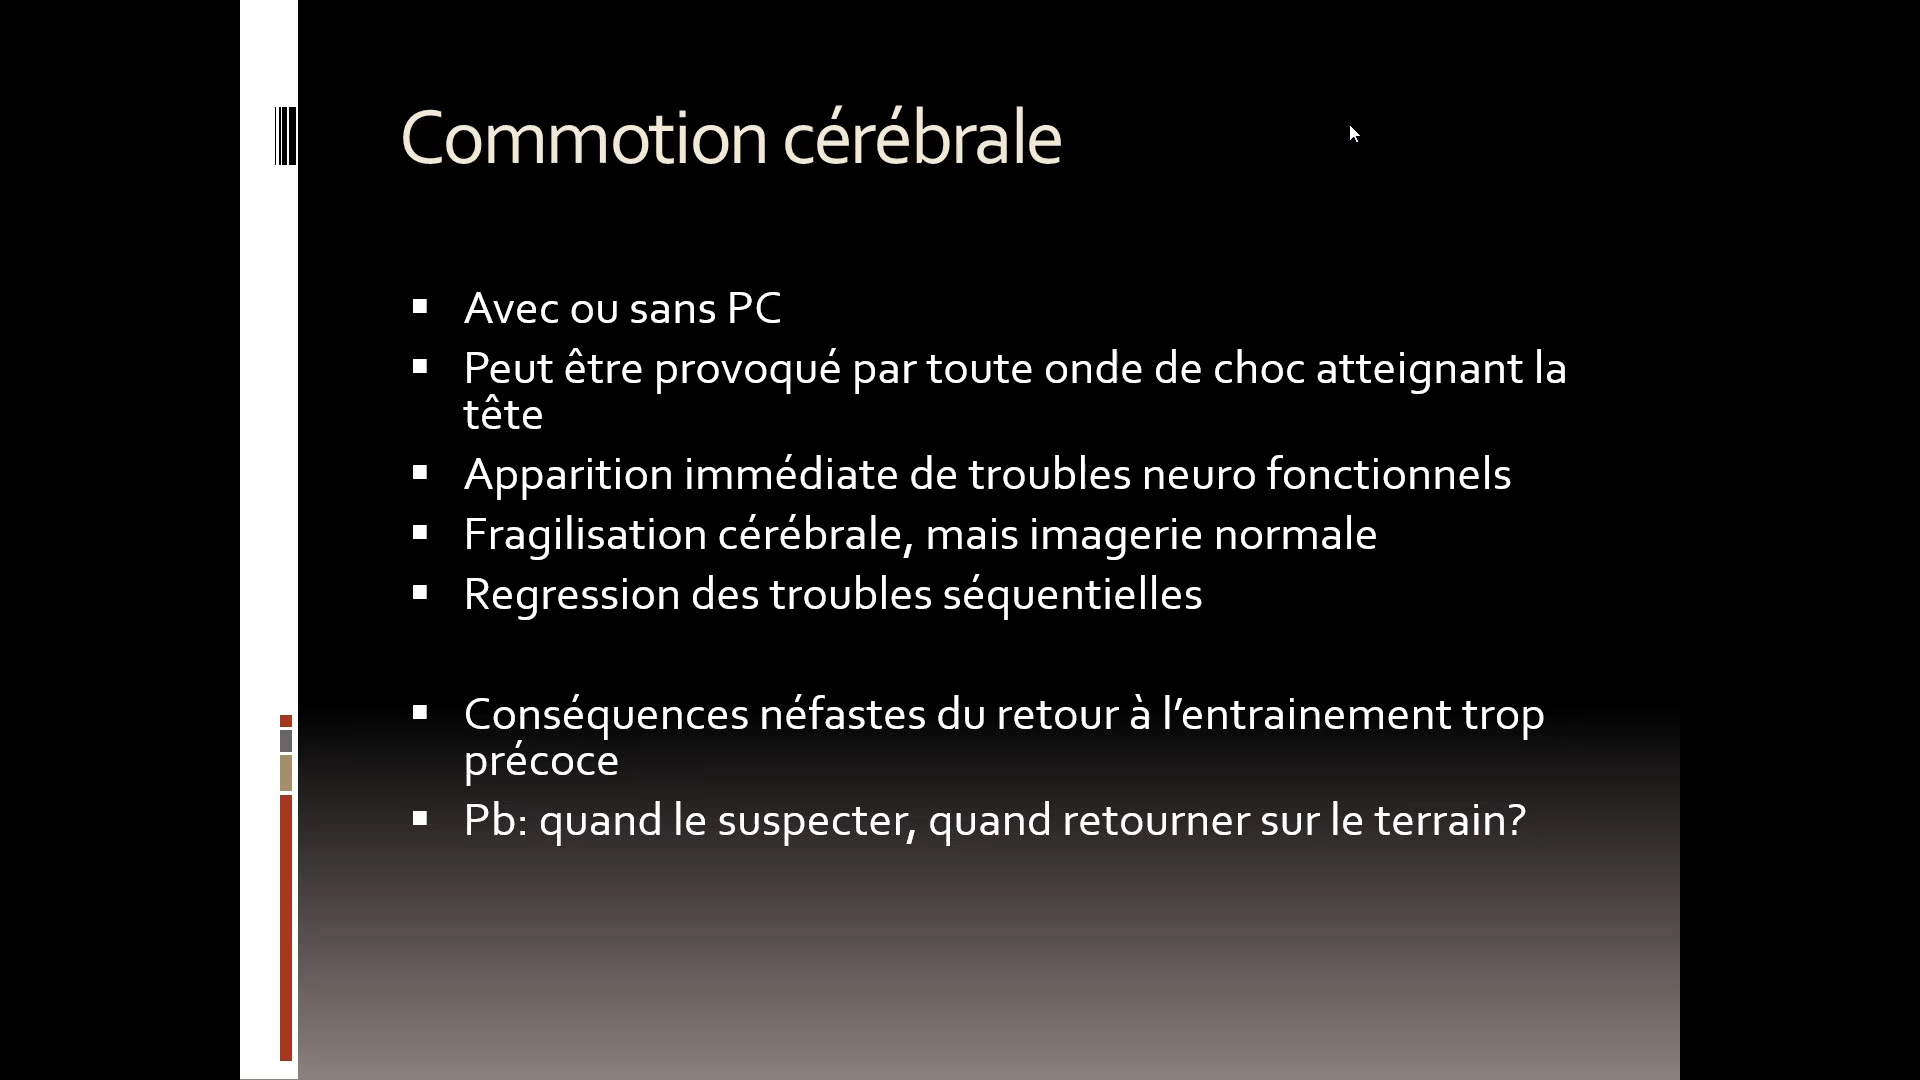 Commotion cérébrale
Avec ou sans PC
Peut être provoqué par toute onde de choc atteignant la
tête
Apparition immédiate de troubles neuro fonctionnels
Fragilisation cérébrale, mais imagerie normale
Regression des troubles séquentielles
Conséquences néfastes du retour à l’entrainement trop
précoce
Pb: quand le suspecter, quand retourner sur le terrain?